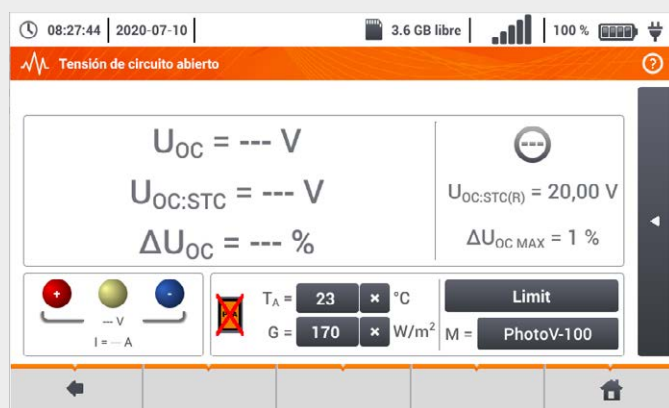 08:27:44 2020-07-10 3.6 GB libre 100 %
Tensión de circuito abierto ?
U_OC = --- V
U_OC:STC = --- V
ΔU_OC = --- %
---
U_OC:STC(R) = 20,00 V
ΔU_OC MAX = 1 %
+ -
--- V
I = --- A
T_A = 23 × °C
G = 170 × W/m²
Limit
M = PhotoV-100